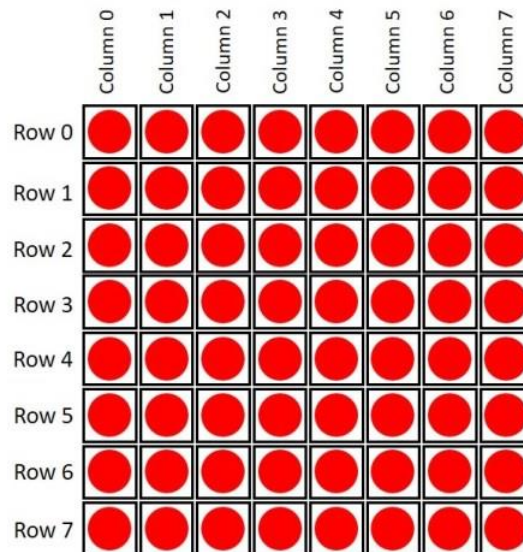 Column 0
Column 1
Column 2
Column 3
Column 4
Column 5
Column 6
Column 7
Row 0
Row 1
Row 2
Row 3
Row 4
Row 5
Row 6
Row 7